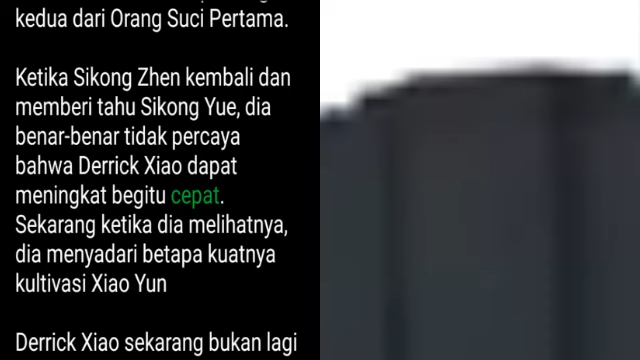 kedua dari Orang Suci Pertama.
Ketika Sikong Zhen kembali dan
memberi tahu Sikong Yue, dia
benar-benar tidak percaya
bahwa Derrick Xiao dapat
meningkat begitu cepat.
Sekarang ketika dia melihatnya,
dia menyadari betapa kuatnya
kultivasi Xiao Yun
Derrick Xiao sekarang bukan lagi